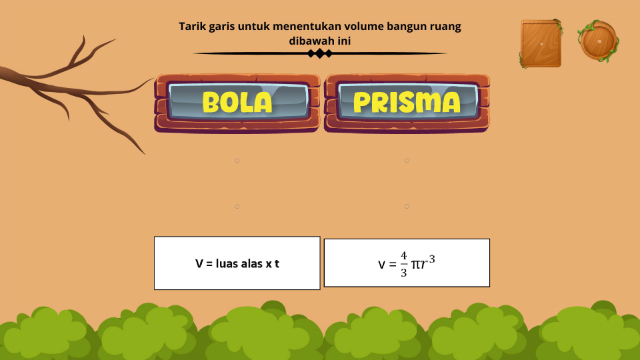 Tarik garis untuk menentukan volume bangun ruang
dibawah ini
BOLA
PRISMA
V = luas alas x t
v = 4/3 πr³